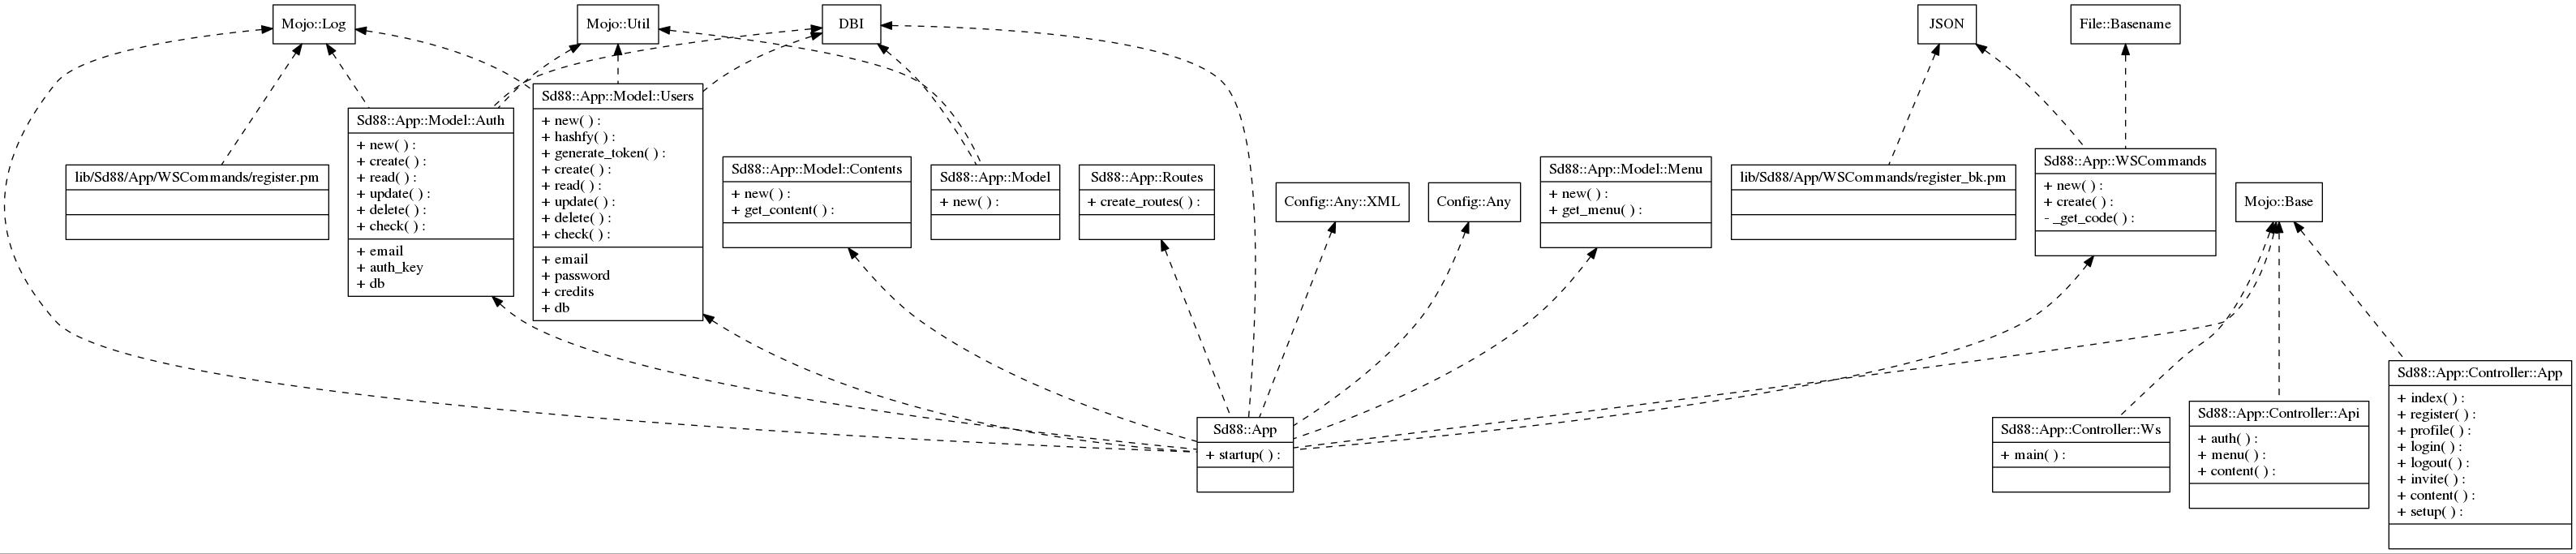 Mojo::Log
Mojo::Util
DBI
JSON
File::Basename
Sd88::App::Model::Users
+ new( ) :
+ hashfy( ) :
+ generate_token( ) :
+ create( ) :
+ read( ) :
+ update( ) :
+ delete( ) :
+ check( ) :
+ email
+ password
+ credits
+ db
Sd88::App::Model::Auth
+ new( ) :
+ create( ) :
+ read( ) :
+ update( ) :
+ delete( ) :
+ check( ) :
+ email
+ auth_key
+ db
lib/Sd88/App/WSCommands/register.pm
Sd88::App::Model::Contents
+ new( ) :
+ get_content( ) :
Sd88::App::Model
+ new( ) :
Sd88::App::Routes
+ create_routes( ) :
Config::Any::XML
Config::Any
Sd88::App::Model::Menu
+ new( ) :
+ get_menu( ) :
lib/Sd88/App/WSCommands/register_bk.pm
Sd88::App::WSCommands
+ new( ) :
+ create( ) :
- _get_code( ) :
Mojo::Base
Sd88::App
+ startup( ) :
Sd88::App::Controller::Ws
+ main( ) :
Sd88::App::Controller::Api
+ auth( ) :
+ menu( ) :
+ content( ) :
Sd88::App::Controller::App
+ index( ) :
+ register( ) :
+ profile( ) :
+ login( ) :
+ logout( ) :
+ invite( ) :
+ content( ) :
+ setup( ) :